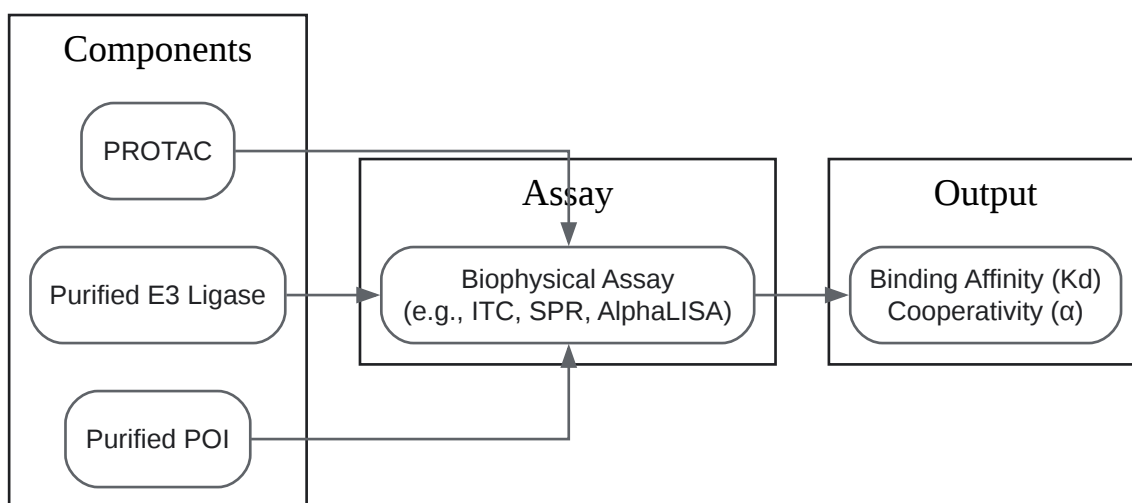 Components
PROTAC
Purified E3 Ligase
Purified POI
Assay
Biophysical Assay
(e.g., ITC, SPR, AlphaLISA)
Output
Binding Affinity (Kd)
Cooperativity (α)